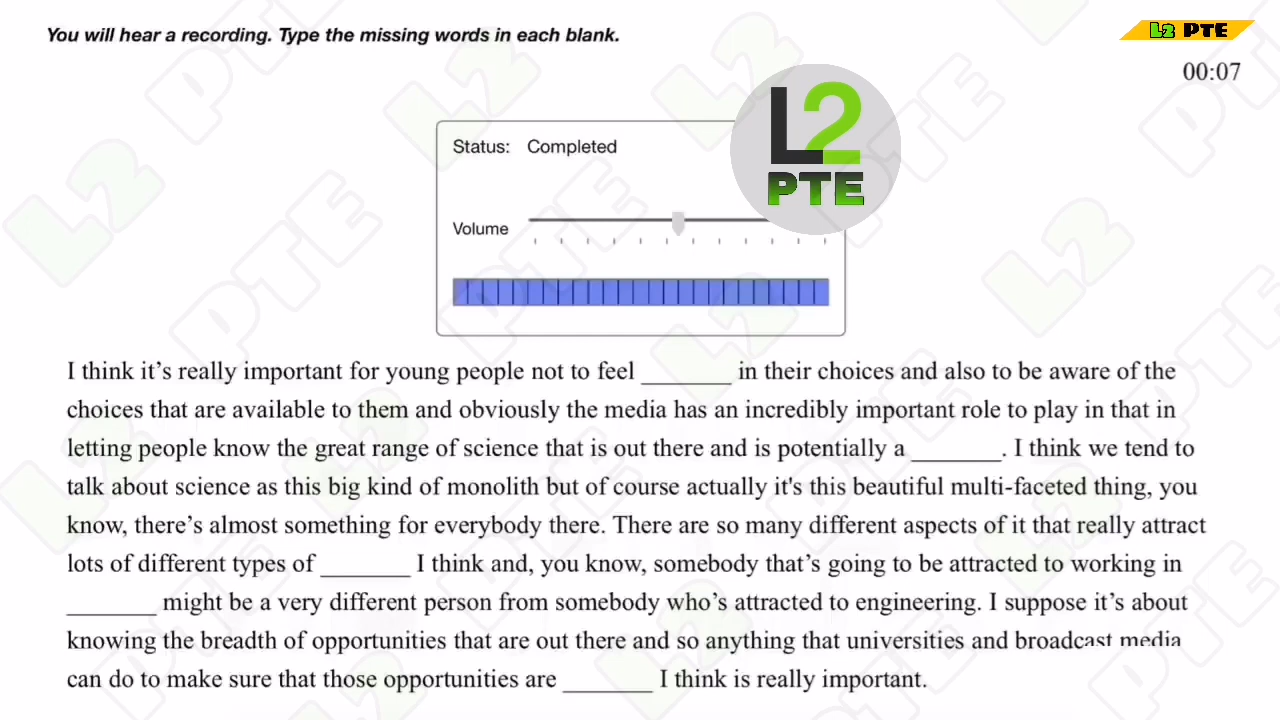 You will hear a recording. Type the missing words in each blank.
L2 PTE
00:07
L2
PTE
Status: Completed
Volume
I think it’s really important for young people not to feel _______ in their choices and also to be aware of the
choices that are available to them and obviously the media has an incredibly important role to play in that in
letting people know the great range of science that is out there and is potentially a _______. I think we tend to
talk about science as this big kind of monolith but of course actually it's this beautiful multi-faceted thing, you
know, there’s almost something for everybody there. There are so many different aspects of it that really attract
lots of different types of _______ I think and, you know, somebody that’s going to be attracted to working in
_______ might be a very different person from somebody who’s attracted to engineering. I suppose it’s about
knowing the breadth of opportunities that are out there and so anything that universities and broadcast media
can do to make sure that those opportunities are _______ I think is really important.